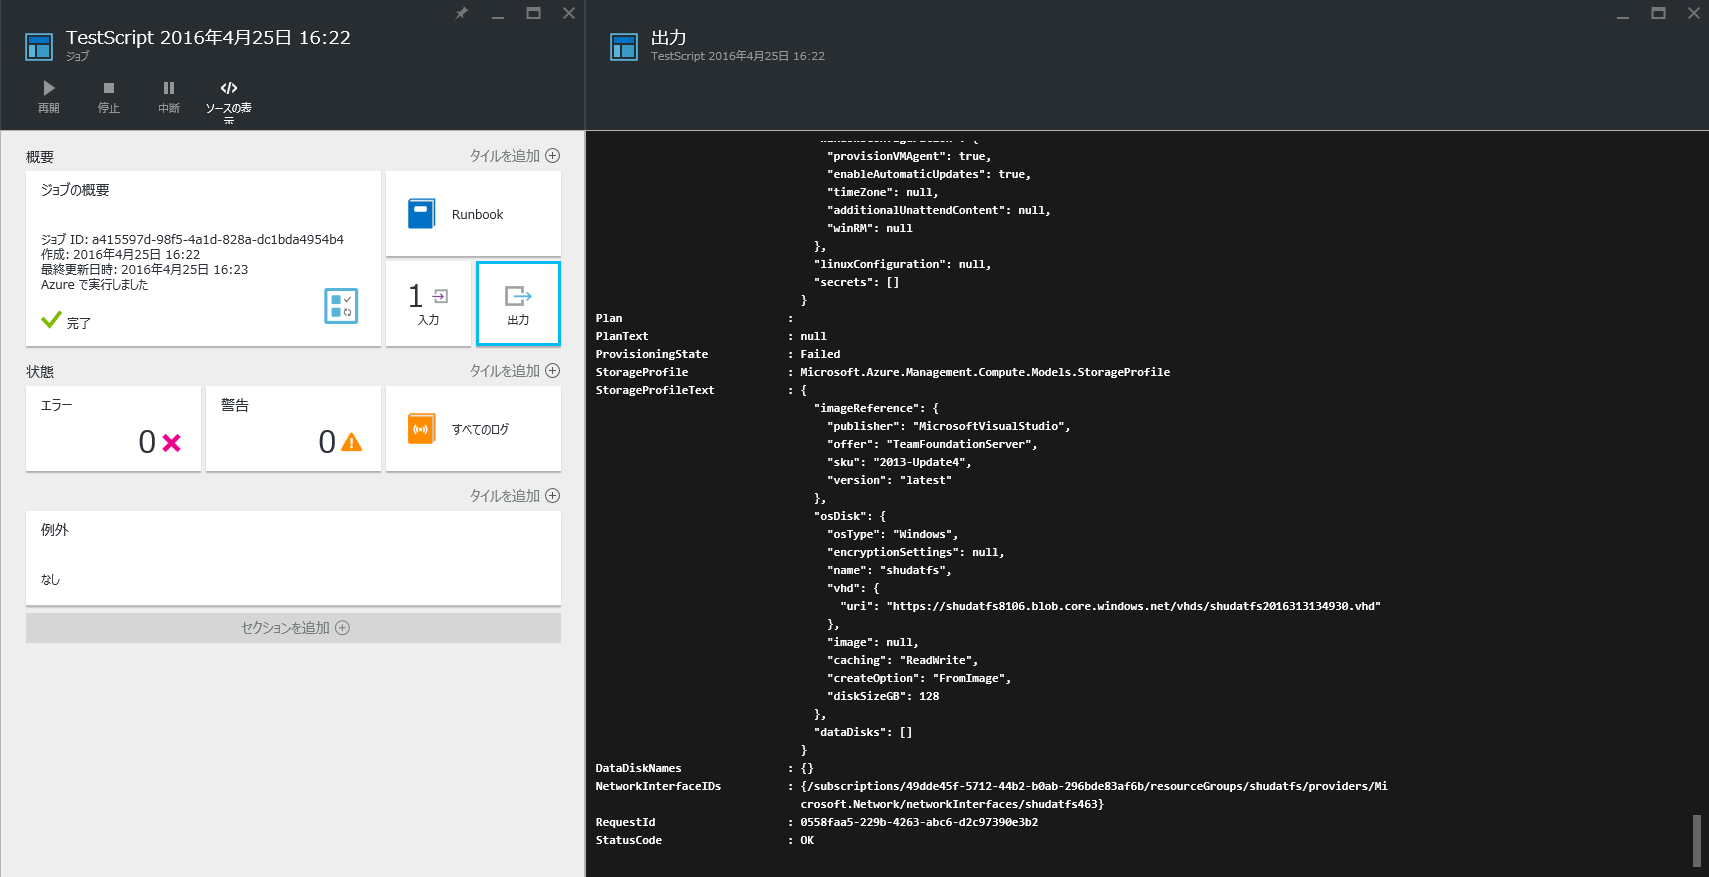 TestScript 2016年4月25日 16:22
ジョブ
再開
停止
中断
ソースの表
示
概要
タイルを追加
ジョブの概要
ジョブ ID: a415597d-98f5-4a1d-828a-dc1bda4954b4
作成: 2016年4月25日 16:22
最終更新日時: 2016年4月25日 16:23
Azure で実行しました
完了
Runbook
1
入力
出力
状態
タイルを追加
エラー
0
警告
0
すべてのログ
タイルを追加
例外
なし
セクションを追加
出力
TestScript 2016年4月25日 16:22
"provisionVMAgent": true,
"enableAutomaticUpdates": true,
"timeZone": null,
"additionalUnattendContent": null,
"winRM": null
},
"linuxConfiguration": null,
"secrets": []
}
Plan :
PlanText : null
ProvisioningState : Failed
StorageProfile : Microsoft.Azure.Management.Compute.Models.StorageProfile
StorageProfileText : {
"imageReference": {
"publisher": "MicrosoftVisualStudio",
"offer": "TeamFoundationServer",
"sku": "2013-Update4",
"version": "latest"
},
"osDisk": {
"osType": "Windows",
"encryptionSettings": null,
"name": "shudatfs",
"vhd": {
"uri": "https://shudatfs8106.blob.core.windows.net/vhds/shudatfs2016313134930.vhd"
},
"image": null,
"caching": "ReadWrite",
"createOption": "FromImage",
"diskSizeGB": 128
},
"dataDisks": []
}
DataDiskNames : {}
NetworkInterfaceIDs : {/subscriptions/49dde45f-5712-44b2-b0ab-296bde83af6b/resourceGroups/shudatfs/providers/Mi
crosoft.Network/networkInterfaces/shudatfs463}
RequestId : 0558faa5-229b-4263-abc6-d2c97390e3b2
StatusCode : OK